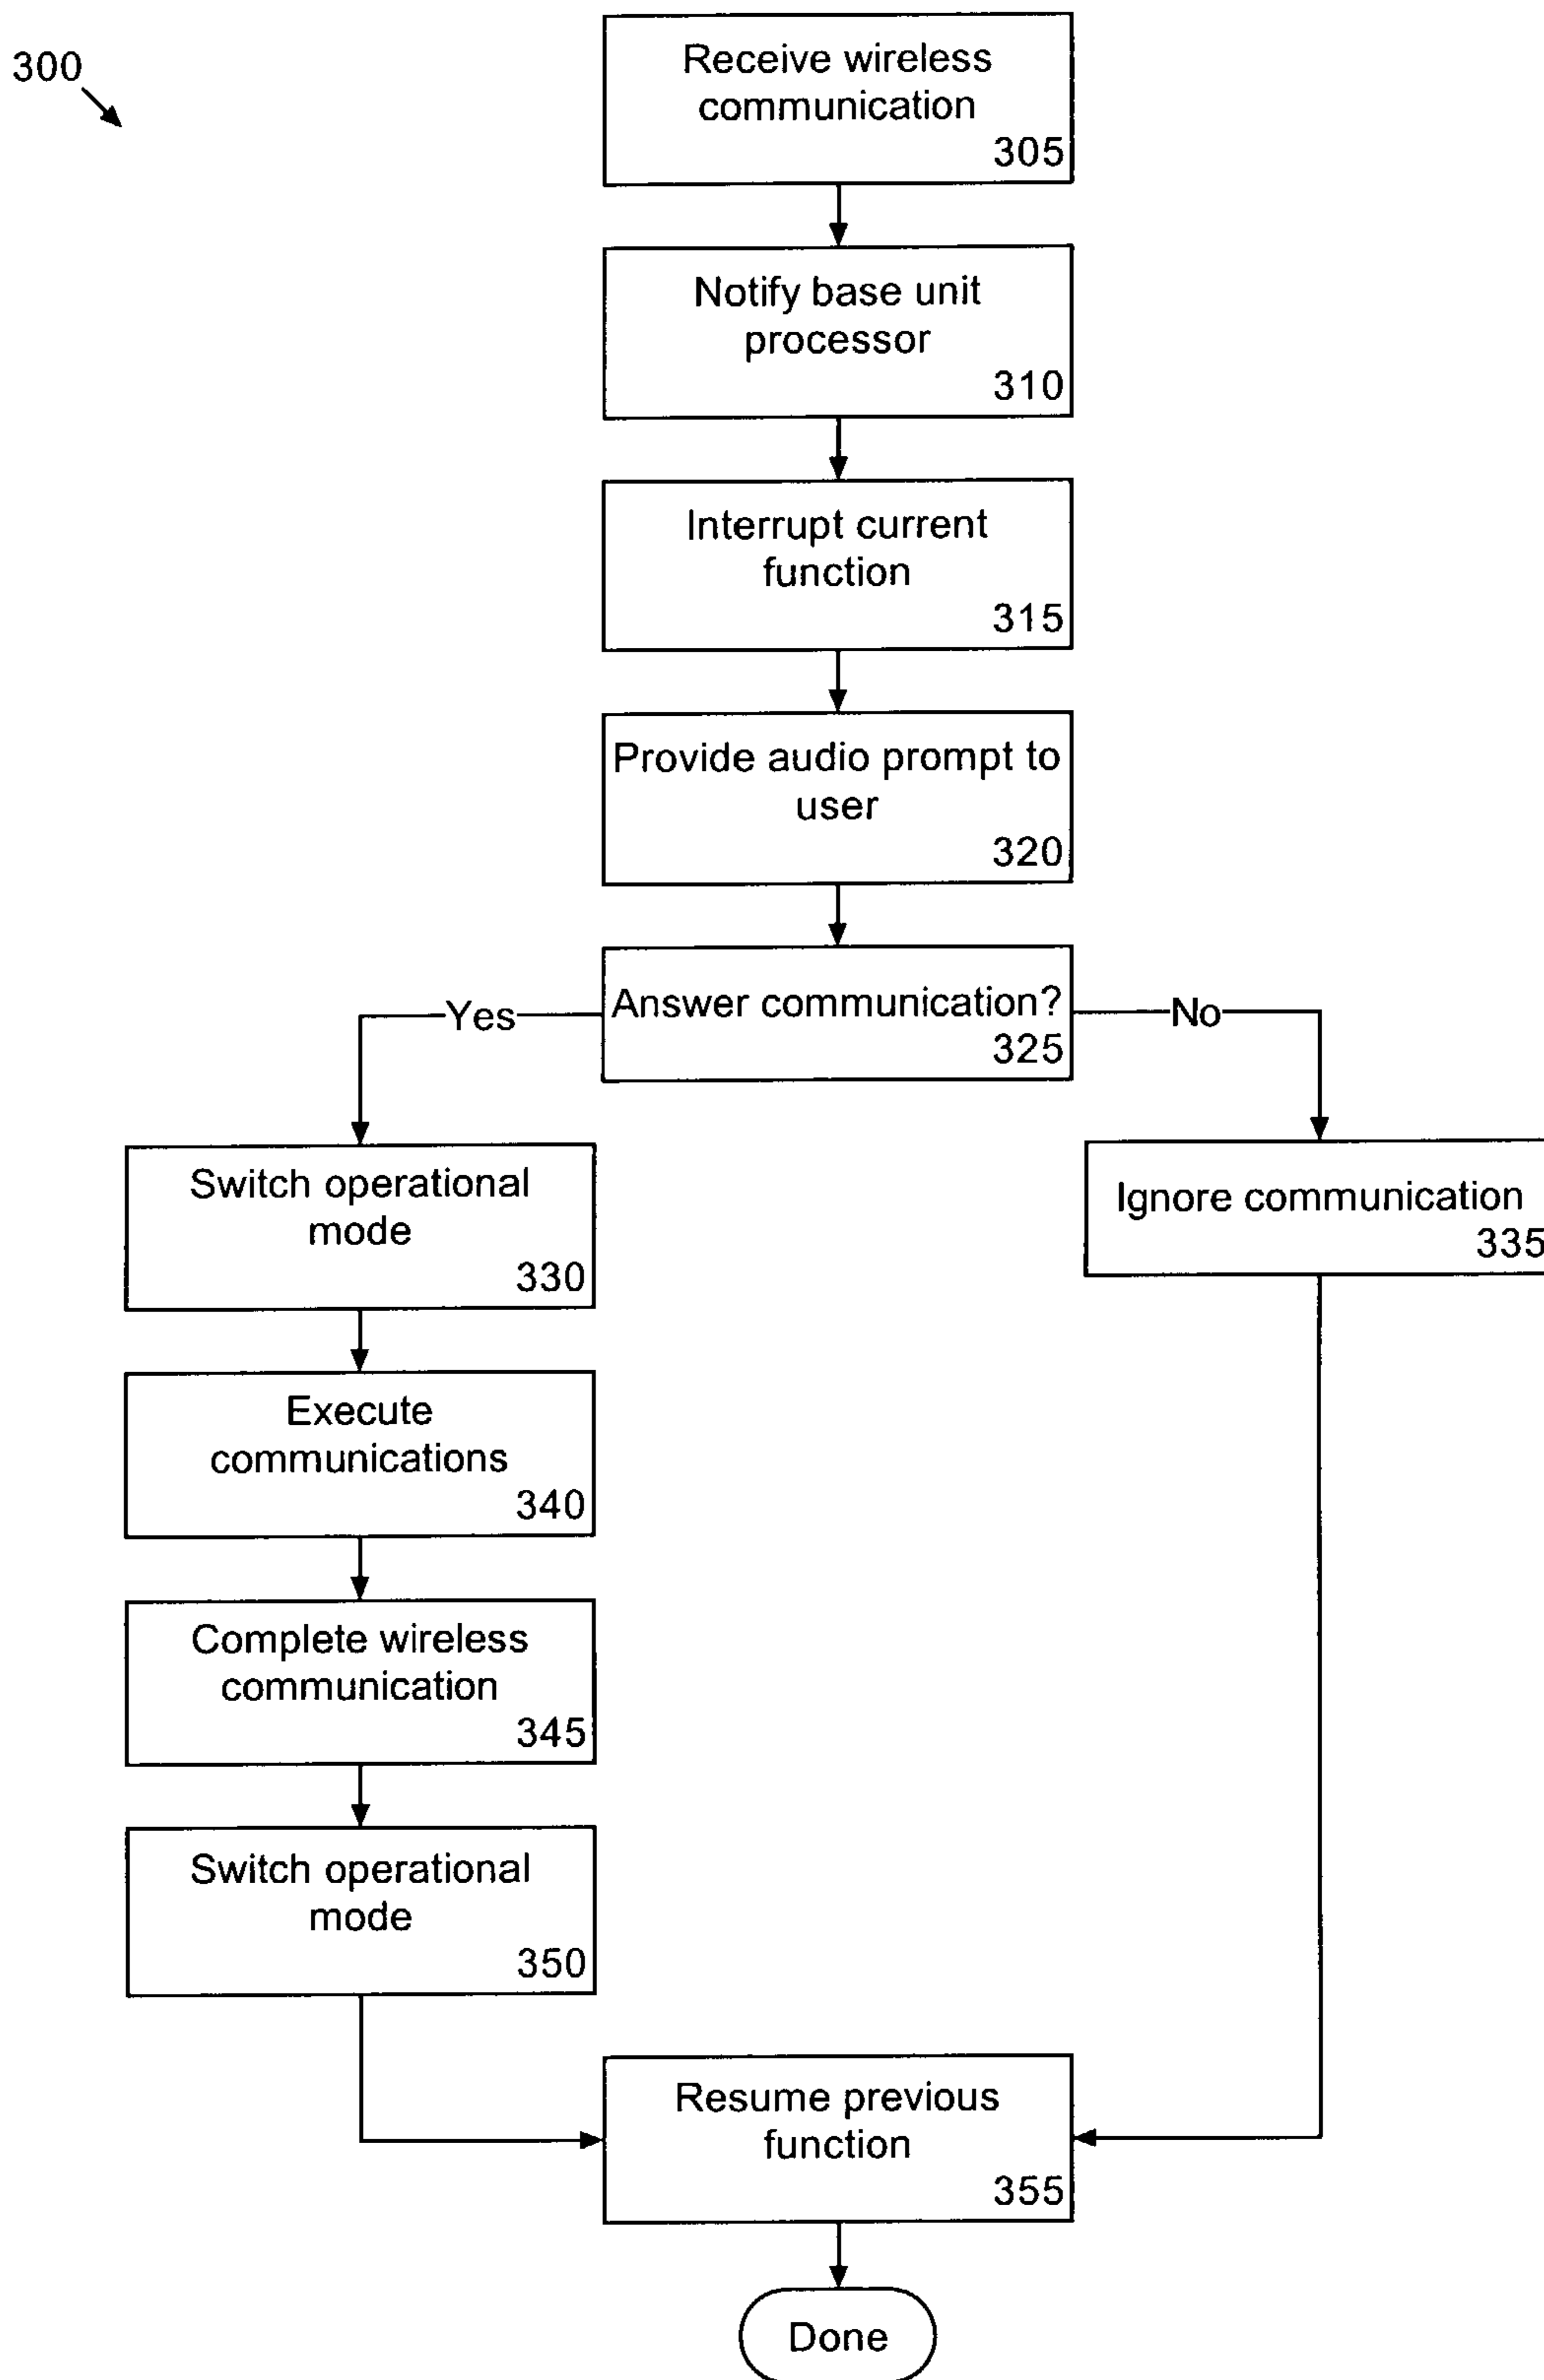 300
Receive wireless
communication
305
Notify base unit
processor
310
Interrupt current
function
315
Provide audio prompt to
user
320
Answer communication?
325
Yes
No
Switch operational
mode
330
Ignore communication
335
Execute
communications
340
Complete wireless
communication
345
Switch operational
mode
350
Resume previous
function
355
Done